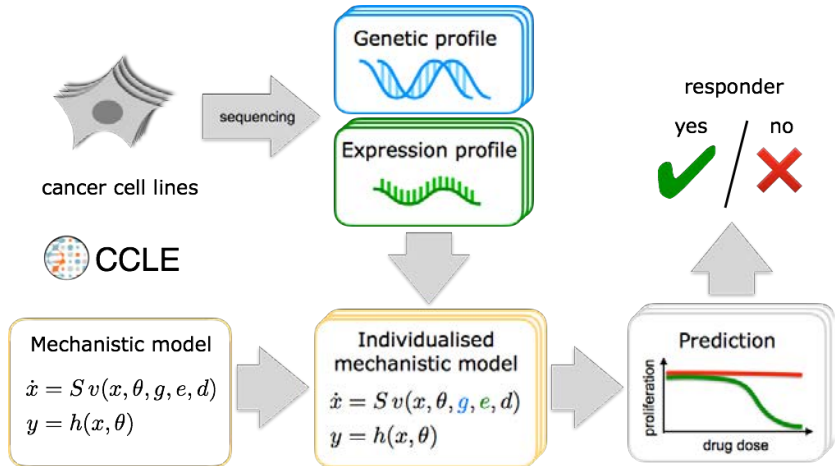 Genetic profile
sequencing
Expression profile
cancer cell lines
CCLE
responder
yes
no
Mechanistic model
ẋ = S v(x, θ, g, e, d)
y = h(x, θ)
Individualised
mechanistic model
ẋ = S v(x, θ, g, e, d)
y = h(x, θ)
Prediction
proliferation
drug dose